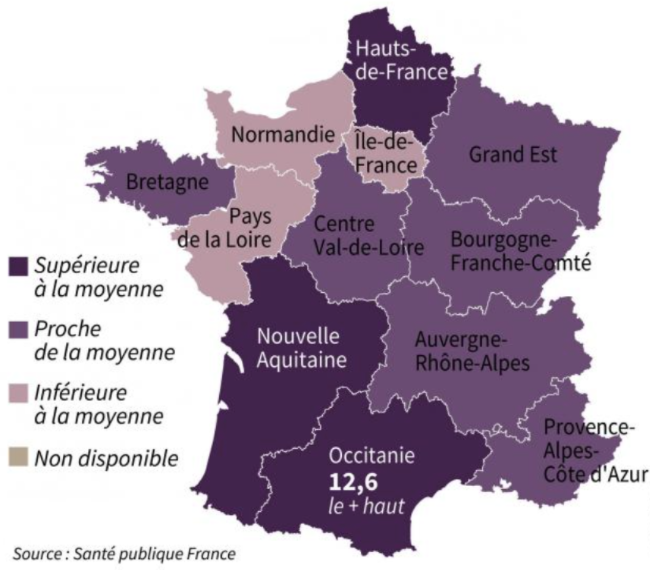 Hauts-
de-France
Normandie
Île-de-
France
Grand Est
Bretagne
Pays
de la Loire
Centre
Val-de-Loire
Bourgogne-
Franche-Comté
Supérieure
à la moyenne
Proche
de la moyenne
Inférieure
à la moyenne
Non disponible
Nouvelle
Aquitaine
Auvergne-
Rhône-Alpes
Provence-
Alpes-
Côte d'Azur
Occitanie
12,6
le + haut
Source : Santé publique France